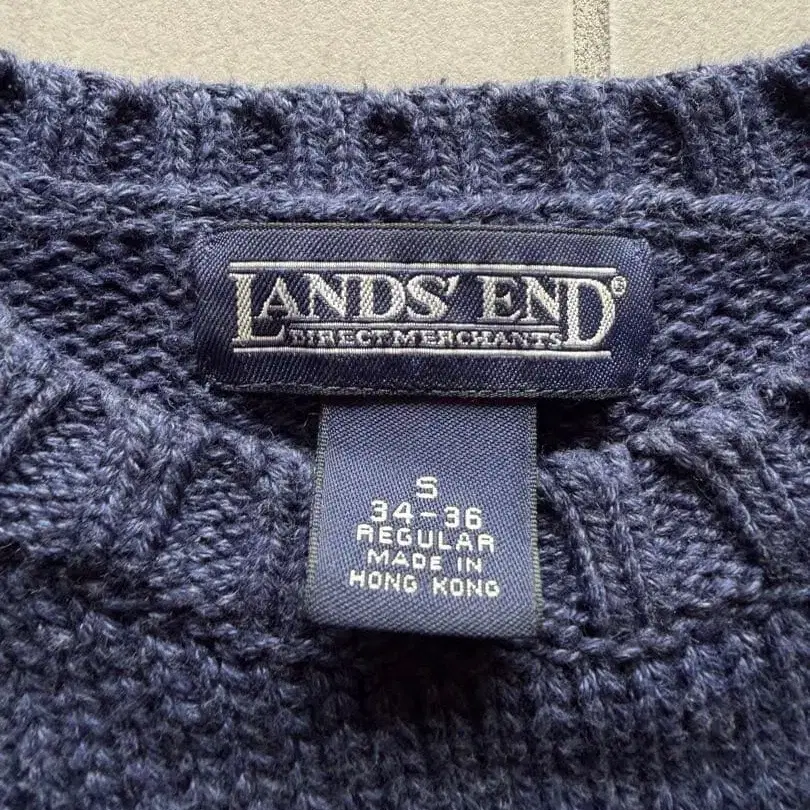 LANDS' END®
DIRECT MERCHANTS
S
34-36
REGULAR
MADE IN
HONG KONG